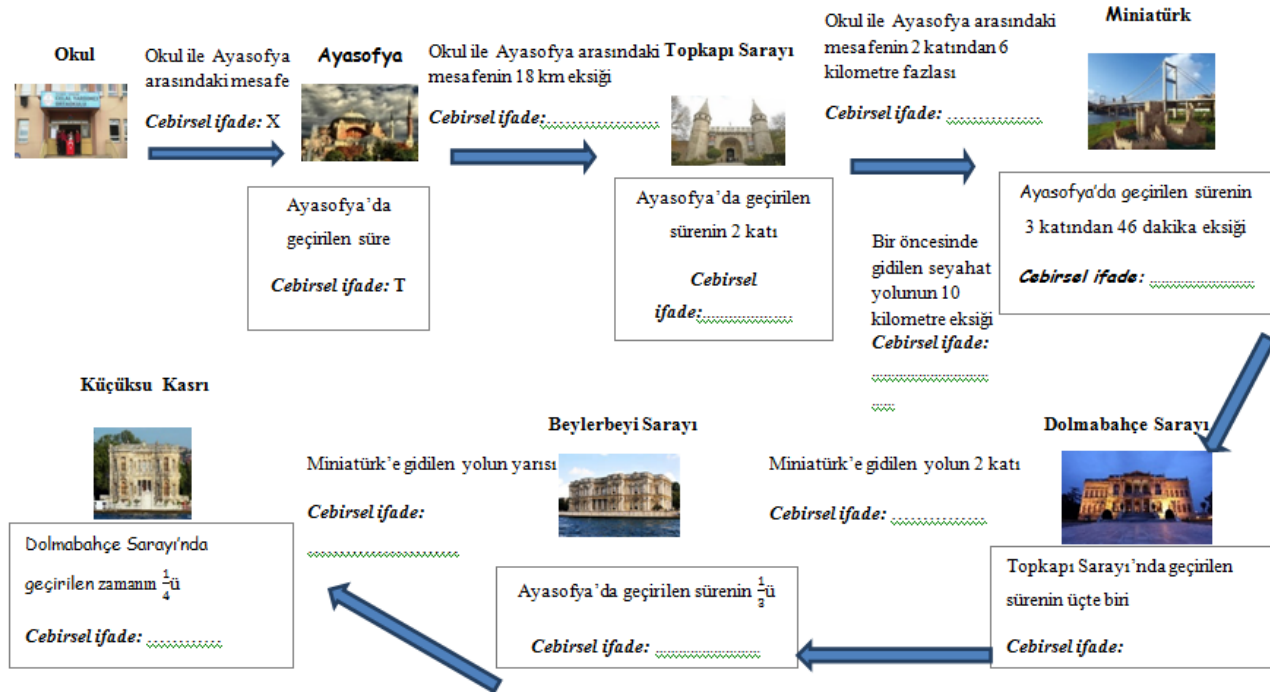 Okul
Okul ile Ayasofya
arasındaki mesafe
Cebirsel ifade: X
Ayasofya
Ayasofya’da
geçirilen süre
Cebirsel ifade: T
Okul ile Ayasofya arasındaki
mesafenin 18 km eksiği
Cebirsel ifade:........................
Topkapı Sarayı
Ayasofya’da geçirilen
sürenin 2 katı
Cebirsel
ifade:...................
Okul ile Ayasofya arasındaki
mesafenin 2 katından 6
kilometre fazlası
Cebirsel ifade: ....................
Miniatürk
Ayasofya’da geçirilen sürenin
3 katından 46 dakika eksiği
Cebirsel ifade: ......................
Bir öncesinde
gidilen seyahat
yolunun 10
kilometre eksiği
Cebirsel ifade:
.........................
.....
Dolmabahçe Sarayı
Topkapı Sarayı’nda geçirilen
sürenin üçte biri
Cebirsel ifade:
Miniatürk’e gidilen yolun 2 katı
Cebirsel ifade: ....................
Beylerbeyi Sarayı
Ayasofya’da geçirilen sürenin 1/3 ü
Cebirsel ifade: ......................
Miniatürk’e gidilen yolun yarısı
Cebirsel ifade:
................................
Küçüksu Kasrı
Dolmabahçe Sarayı’nda
geçirilen zamanın 1/4 ü
Cebirsel ifade: ................